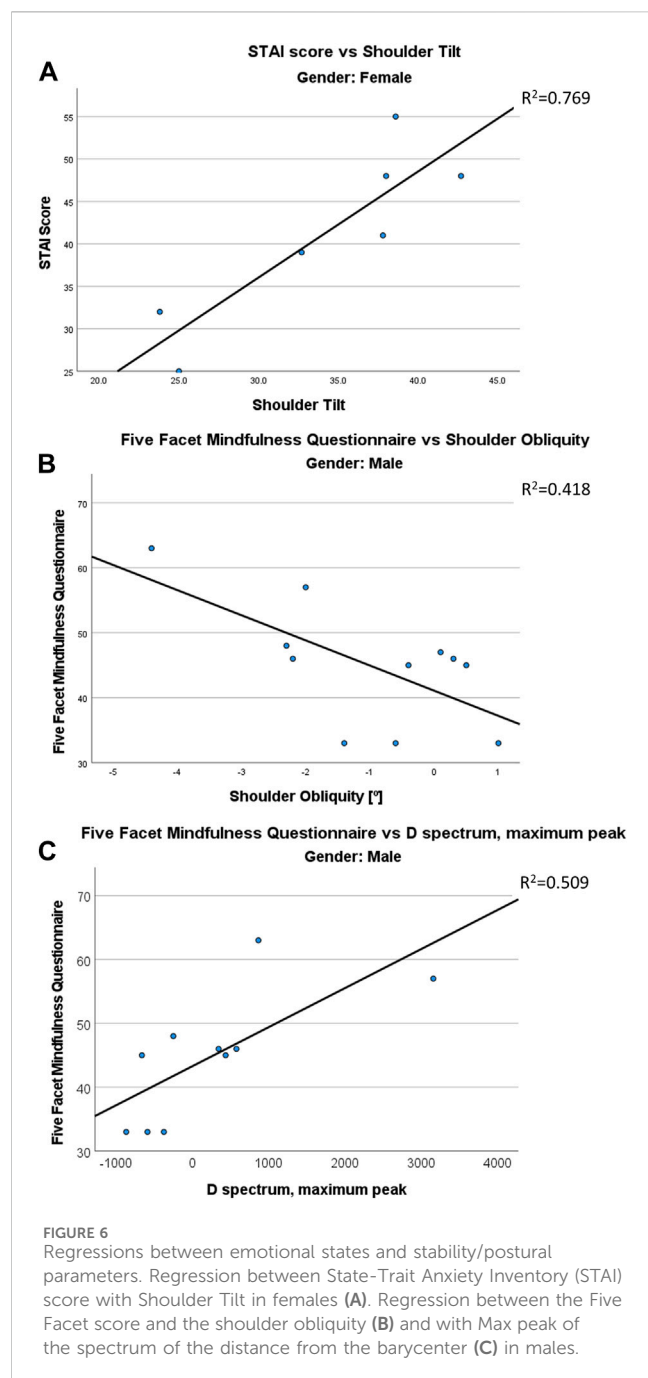 A
STAI score vs Shoulder Tilt
Gender: Female
R²=0.769
STAI Score
55
50
45
40
35
30
25
20.0 25.0 30.0 35.0 40.0 45.0
Shoulder Tilt
B
Five Facet Mindfulness Questionnaire vs Shoulder Obliquity
Gender: Male
R²=0.418
Five Facet Mindfulness Questionnaire
70
60
50
40
30
-5 -4 -3 -2 -1 0 1
Shoulder Obliquity [º]
C
Five Facet Mindfulness Questionnaire vs D spectrum, maximum peak
Gender: Male
R²=0.509
Five Facet Mindfulness Questionnaire
70
60
50
40
30
-1000 0 1000 2000 3000 4000
D spectrum, maximum peak
FIGURE 6
Regressions between emotional states and stability/postural
parameters. Regression between State-Trait Anxiety Inventory (STAI)
score with Shoulder Tilt in females (A). Regression between the Five
Facet score and the shoulder obliquity (B) and with Max peak of
the spectrum of the distance from the barycenter (C) in males.